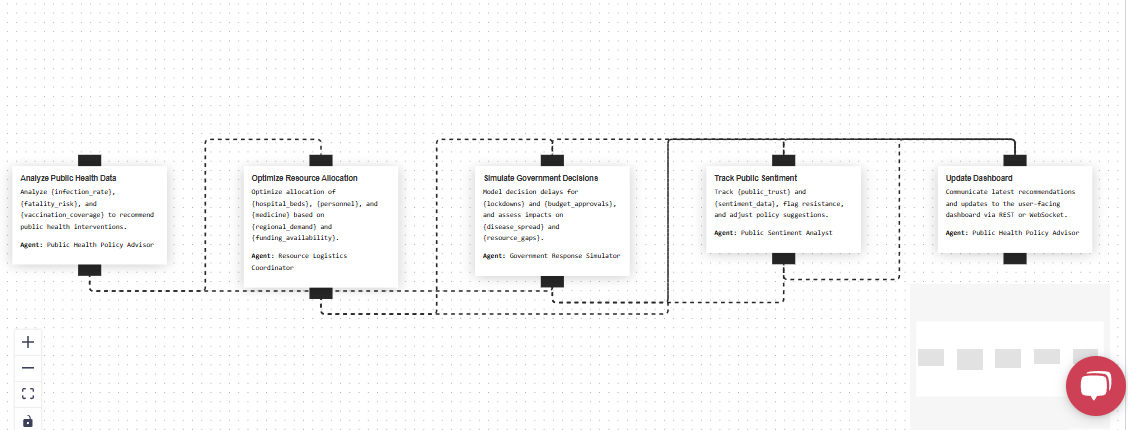 Analyze Public Health Data
Analyze {infection_rate},
{fatality_risk}, and
{vaccination_coverage} to recommend
public health interventions.
Agent: Public Health Policy Advisor
Optimize Resource Allocation
Optimize allocation of
{hospital_beds}, {personnel}, and
{medicine} based on
{regional_demand} and
{funding_availability}.
Agent: Resource Logistics
Coordinator
Simulate Government Decisions
Model decision delays for
{lockdowns} and {budget_approvals},
and assess impacts on
{disease_spread} and
{resource_gaps}.
Agent: Government Response Simulator
Track Public Sentiment
Track {public_trust} and
{sentiment_data}, flag resistance,
and adjust policy suggestions.
Agent: Public Sentiment Analyst
Update Dashboard
Communicate latest recommendations
and updates to the user-facing
dashboard via REST or WebSocket.
Agent: Public Health Policy Advisor